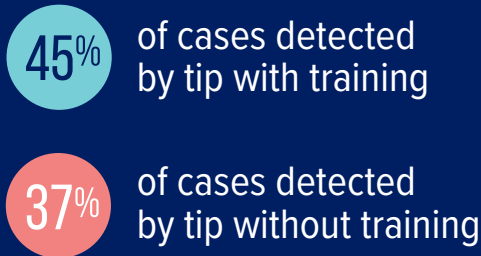 45%
of cases detected
by tip with training
37%
of cases detected
by tip without training